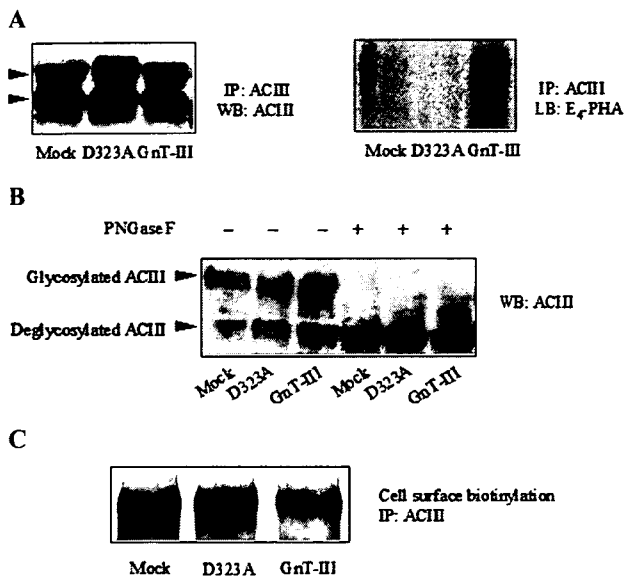 A
IP: ACIII
WB: ACIII
Mock D323A GnT-III
IP: ACIII
LB: E4-PHA
Mock D323A GnT-III
B
PNGase F – – – + + +
Glycosylated ACIII
Deglycosylated ACIII
WB: ACIII
Mock D323A GnT-III Mock D323A GnT-III
C
Cell surface biotinylation
IP: ACIII
Mock D323A GnT-III